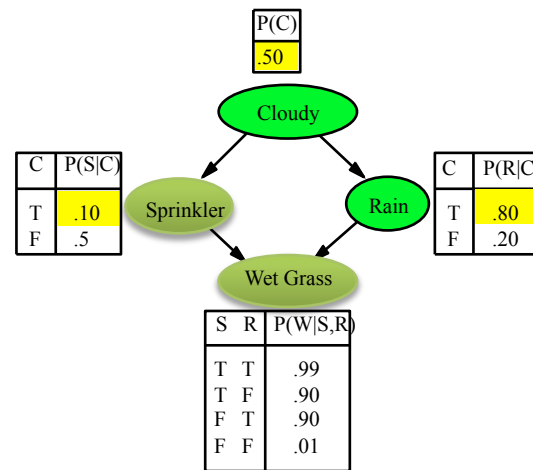 P(C)
.50
Cloudy
C P(S|C)
T .10
F .5
Sprinkler
Rain
C P(R|C
T .80
F .20
Wet Grass
S R P(W|S,R)
T T .99
T F .90
F T .90
F F .01